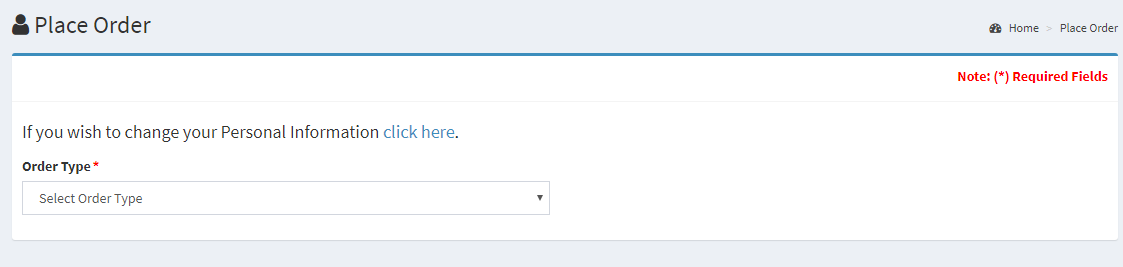 Place Order
Home > Place Order
Note: (*) Required Fields
If you wish to change your Personal Information click here.
Order Type *
Select Order Type